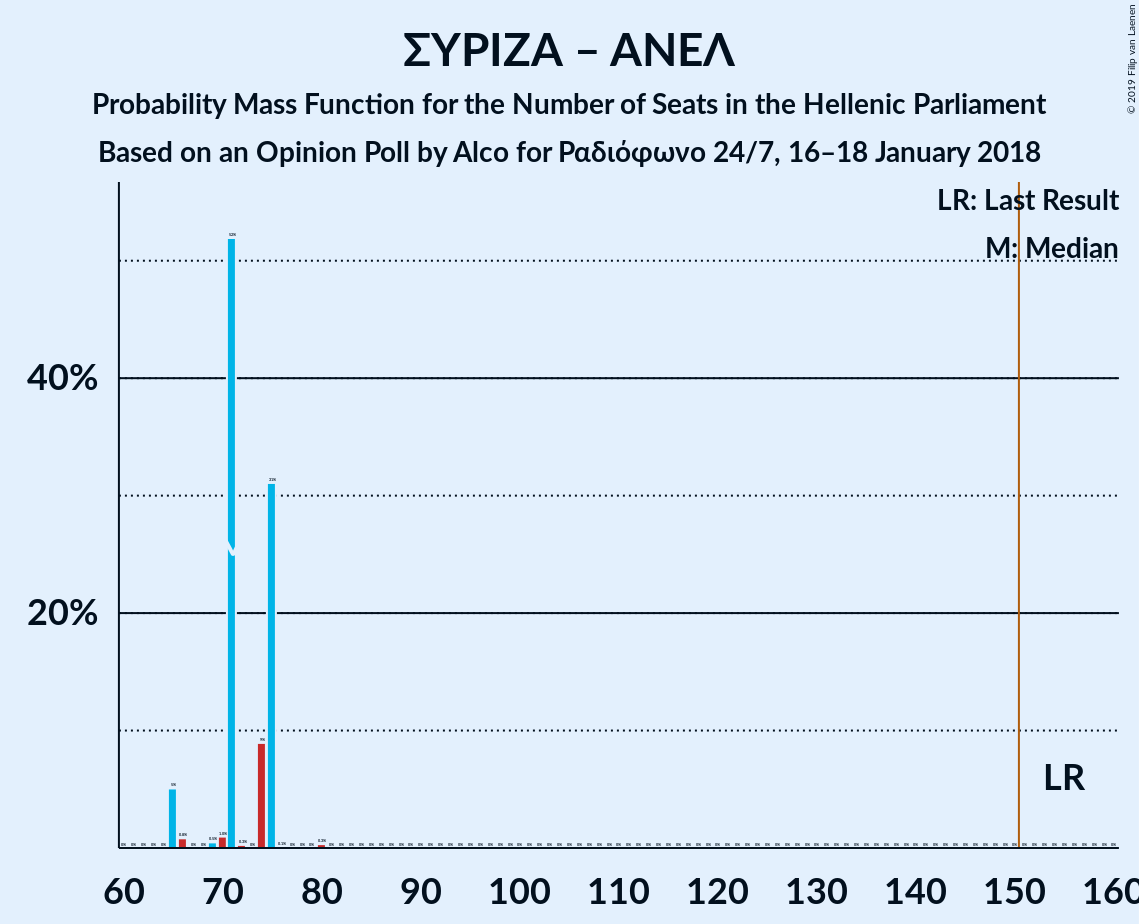 ΣΥΡΙΖΑ – ΑΝΕΛ
Probability Mass Function for the Number of Seats in the Hellenic Parliament
Based on an Opinion Poll by Alco for Ραδιόφωνο 24/7, 16–18 January 2018
© 2019 Filip van Laenen
LR: Last Result
M: Median
40%
20%
LR
60 70 80 90 100 110 120 130 140 150 160